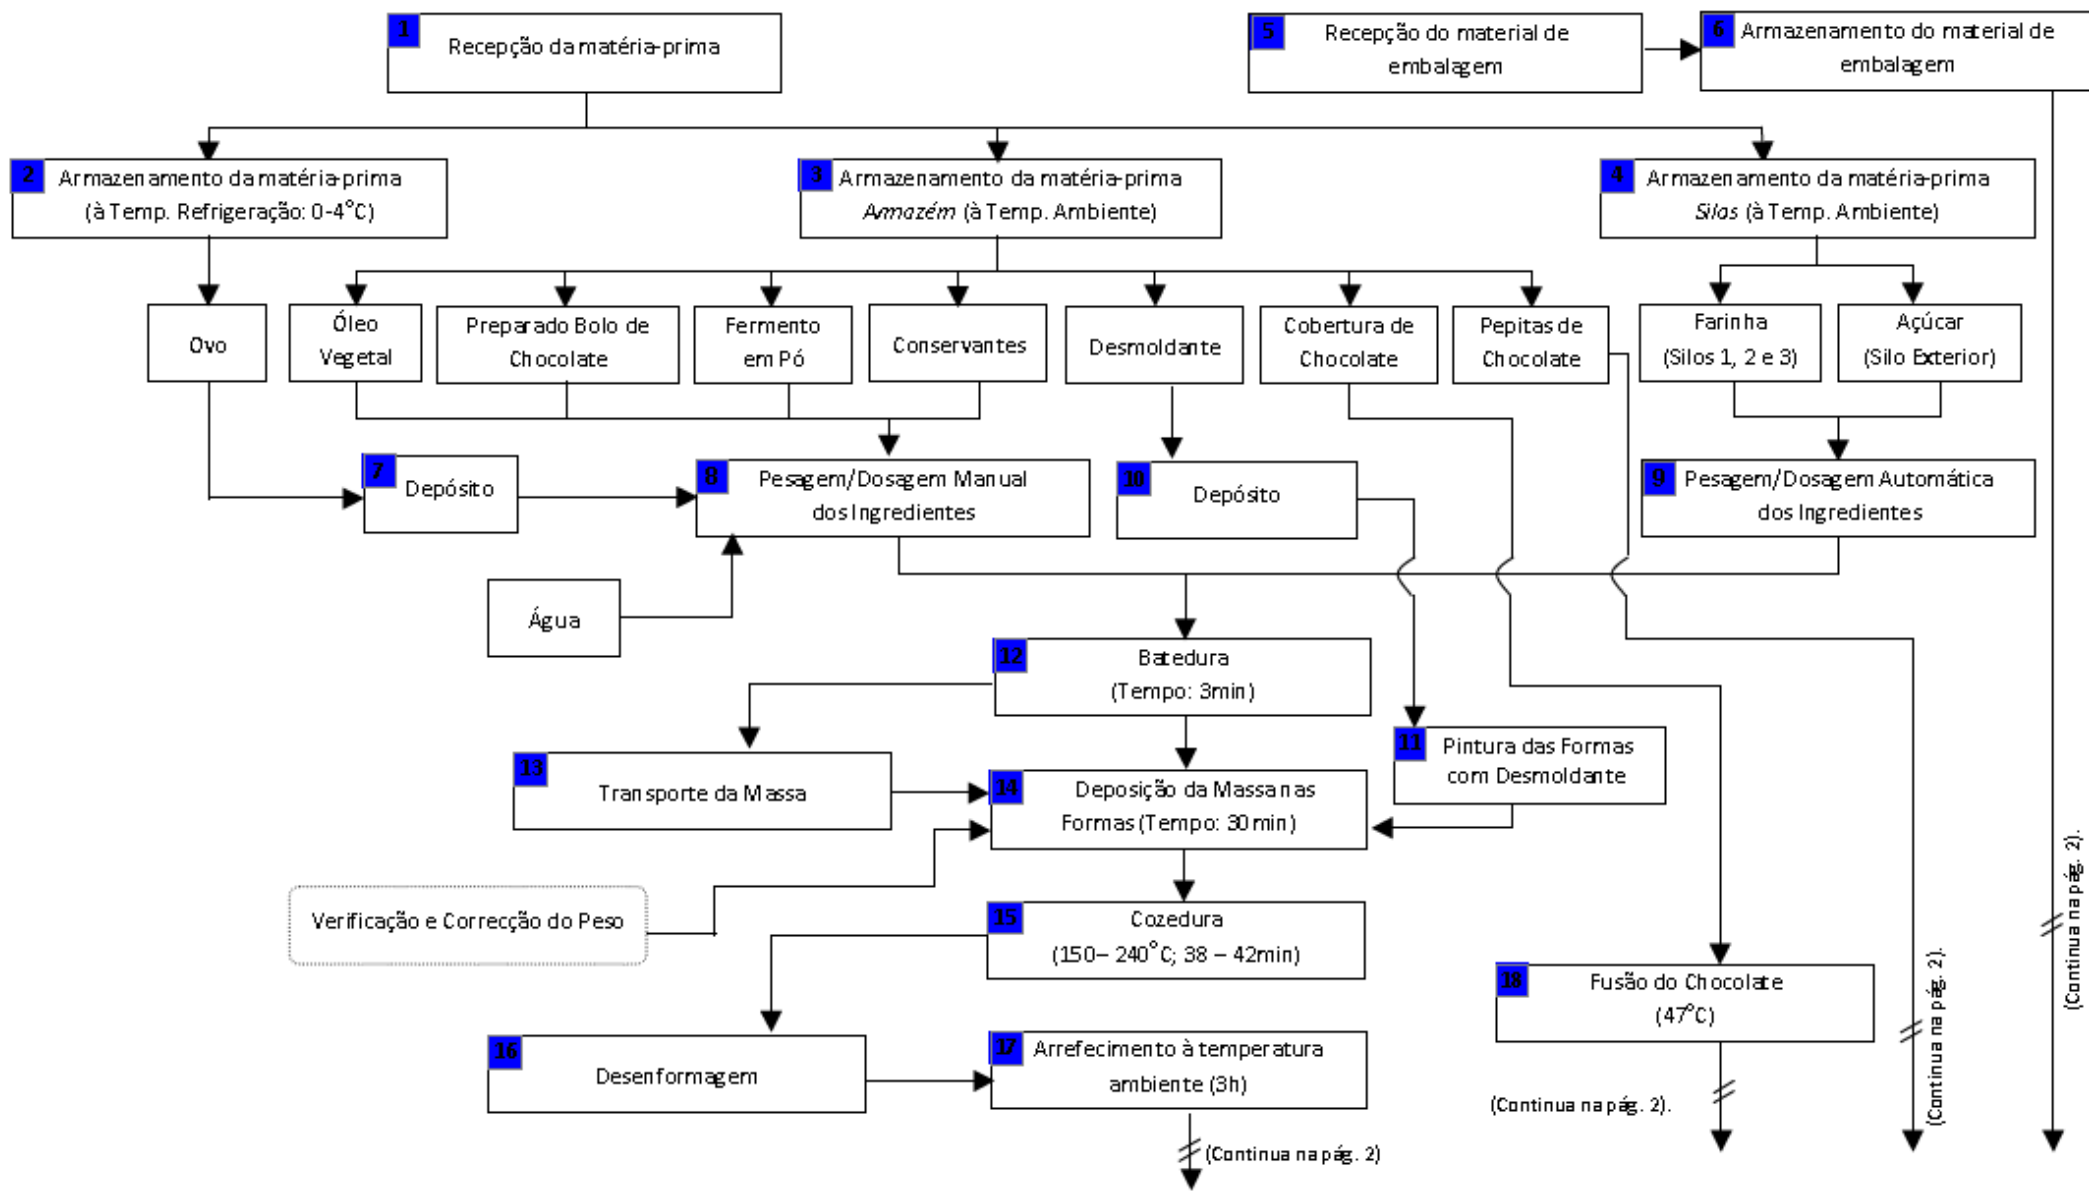 1
Recepção da matéria-prima
5
Recepção do material de
embalagem
6
Armazenamento do material de
embalagem
2
Armazenamento da matéria-prima
(à Temp. Refrigeração: 0-4°C)
3
Armazenamento da matéria-prima
Armazém (à Temp. Ambiente)
4
Armazenamento da matéria-prima
Silos (à Temp. Ambiente)
Ovo
Óleo
Vegetal
Preparado Bolo de
Chocolate
Fermento
em Pó
Conservantes
Desmoldante
Cobertura de
Chocolate
Pepitas de
Chocolate
Farinha
(Silos 1, 2 e 3)
Açúcar
(Silo Exterior)
7
Depósito
8
Pesagem/Dosagem Manual
dos Ingredientes
10
Depósito
9
Pesagem/Dosagem Automática
dos Ingredientes
Água
12
Batedura
(Tempo: 3min)
11
Pintura das Formas
com Desmoldante
13
Transporte da Massa
14
Deposição da Massa nas
Formas (Tempo: 30 min)
Verificação e Correcção do Peso
15
Cozedura
(150– 240°C; 38 – 42min)
18
Fusão do Chocolate
(47°C)
16
Desenformagem
17
Arrefecimento à temperatura
ambiente (3h)
(Continua na pág. 2)
(Continua na pág. 2).
(Continua na pág. 2).
(Continua na pág. 2).